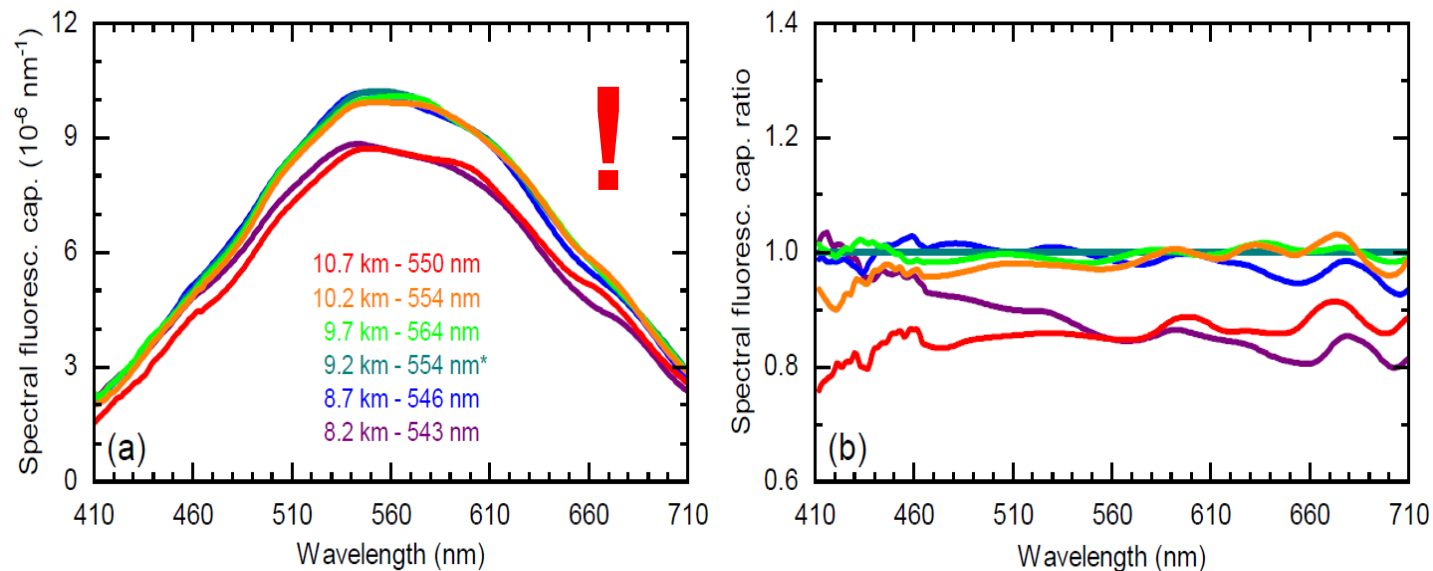 12
9
6
3
0
Spectral fluoresc. cap. (10⁻⁶ nm⁻¹)
!
10.7 km - 550 nm
10.2 km - 554 nm
9.7 km - 564 nm
9.2 km - 554 nm*
8.7 km - 546 nm
8.2 km - 543 nm
(a)
410 460 510 560 610 660 710
Wavelength (nm)
1.4
1.2
1.0
0.8
0.6
Spectral fluoresc. cap. ratio
(b)
410 460 510 560 610 660 710
Wavelength (nm)